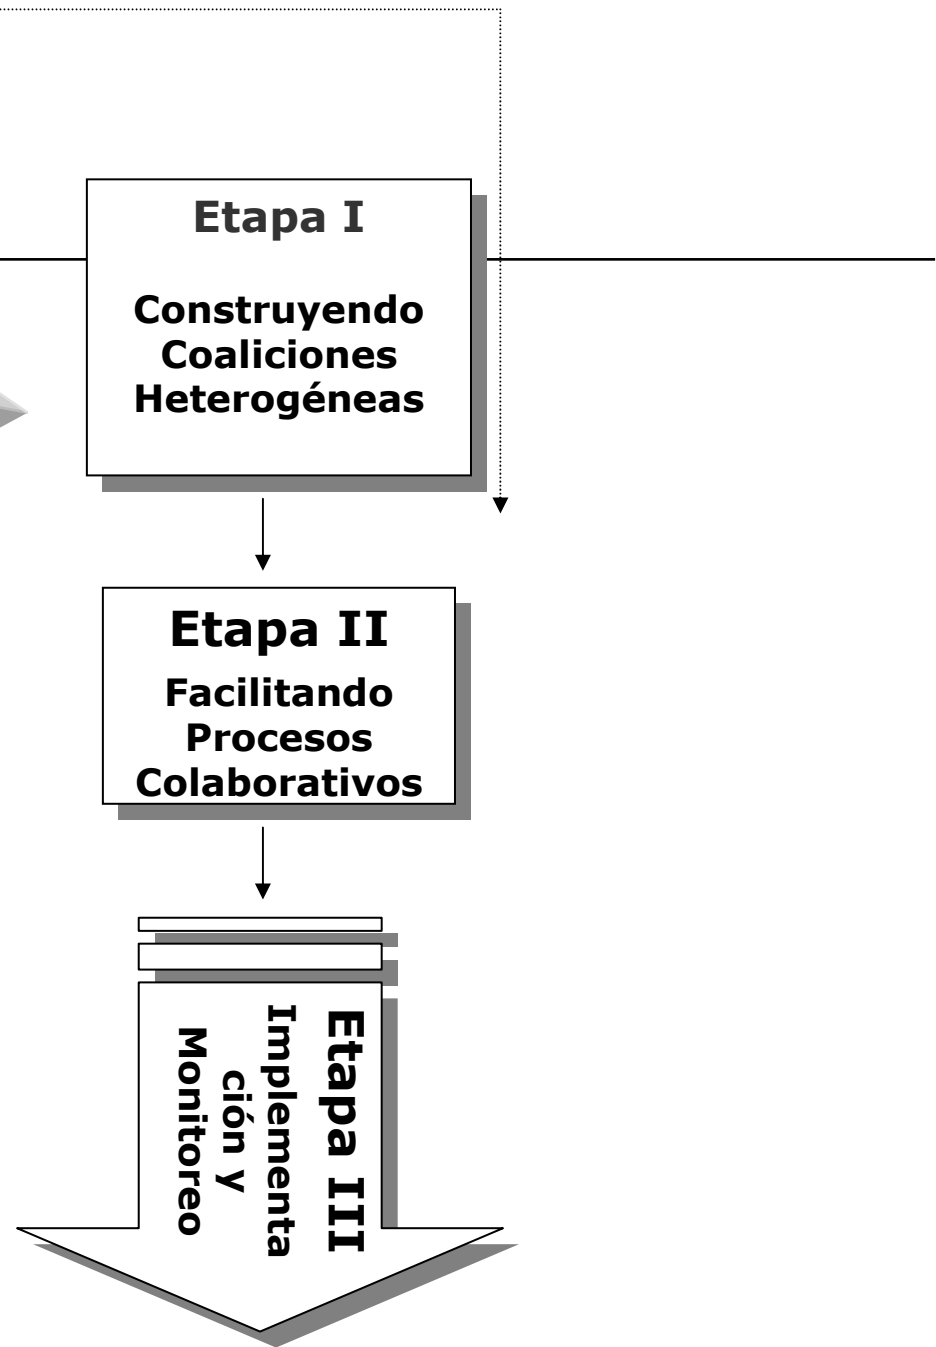 Etapa I
Construyendo
Coaliciones
Heterogéneas
Etapa II
Facilitando
Procesos
Colaborativos
Etapa III
Implementa
ción y
Monitoreo